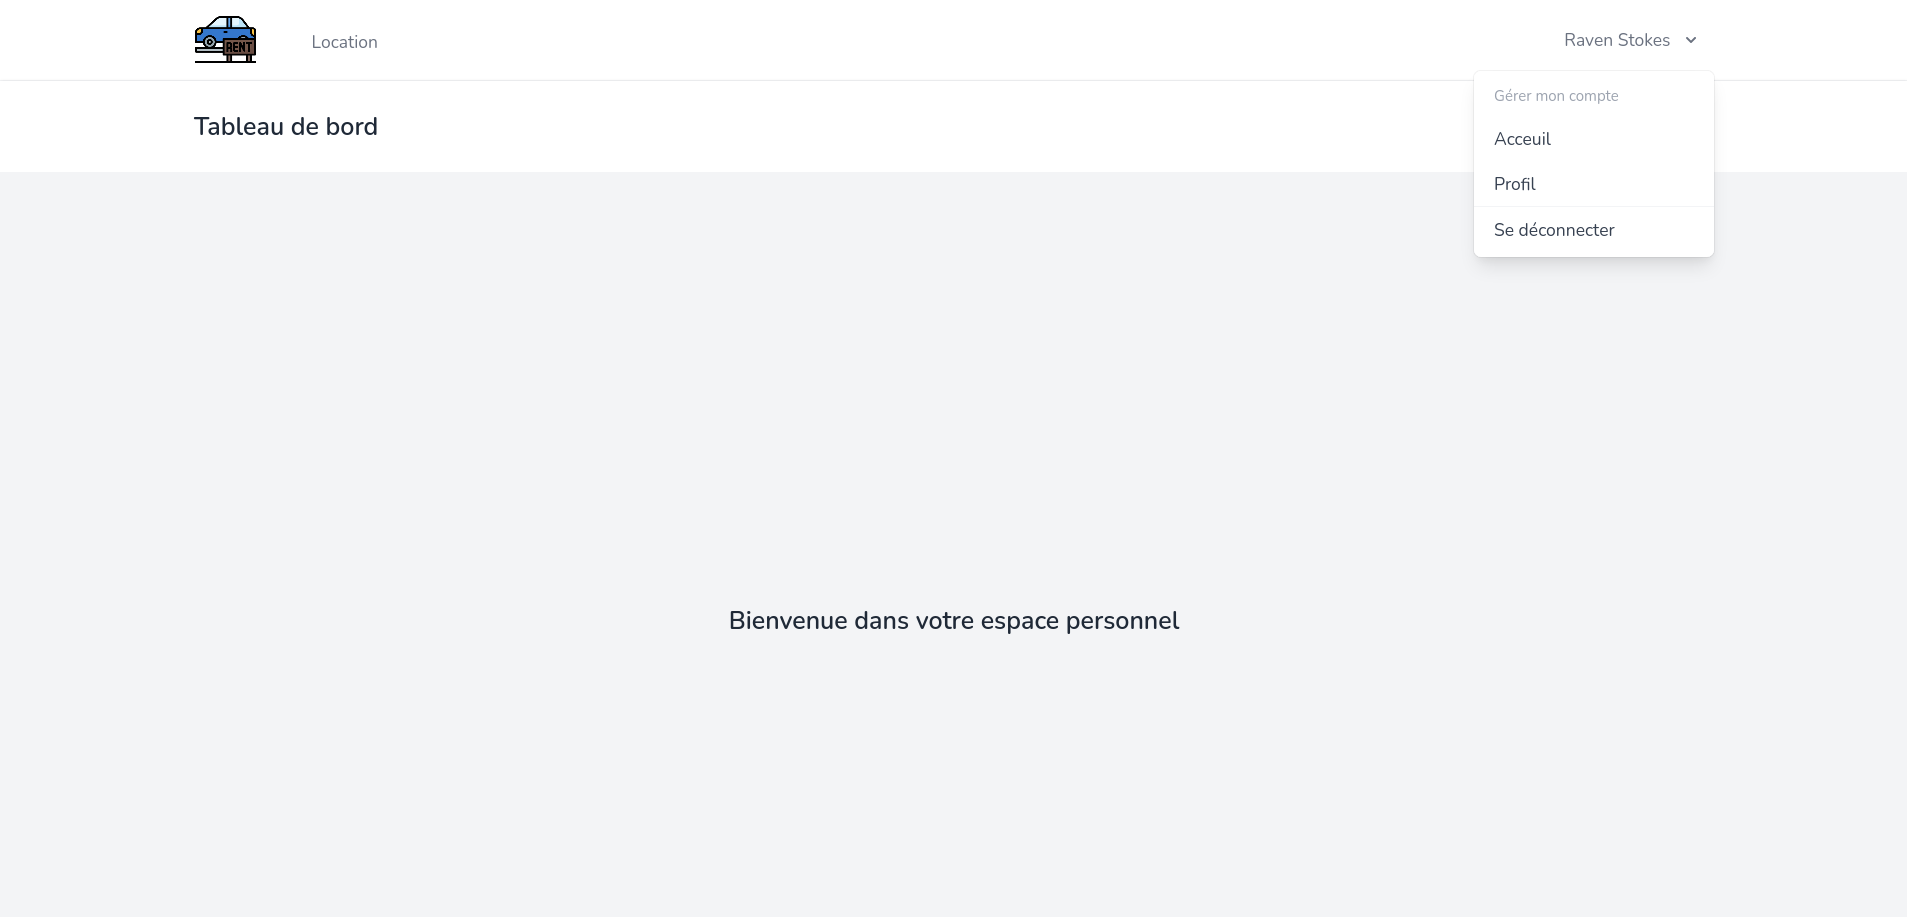 RENT
Location
Raven Stokes
Gérer mon compte
Acceuil
Profil
Se déconnecter
Tableau de bord
Bienvenue dans votre espace personnel